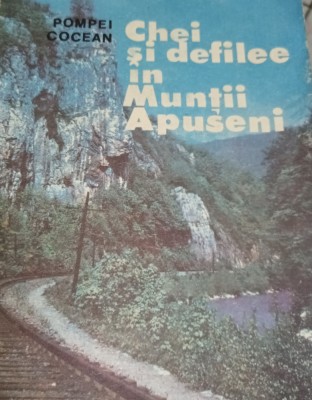 POMPEI
COCEAN
Chei
și defilee
în
Munții
Apuseni